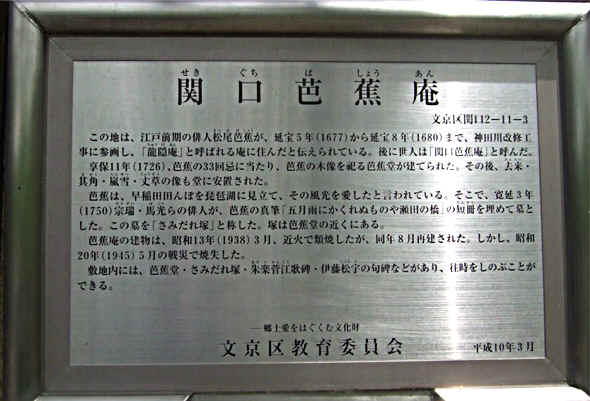 せき ぐち ば しょう あん
関口芭蕉庵
文京区関口2-11-3
この地は、江戸前期の俳人松尾芭蕉が、延宝5年(1677)から延宝8年(1680)まで、神田川改修工
事に参画し、「龍隠庵」と呼ばれる庵に住んだと伝えられている。後に世人は「関口芭蕉庵」と呼んだ。
享保11年(1726)、芭蕉の33回忌に当たり、芭蕉の木像を祀る芭蕉堂が建てられた。その後、去来・
其角・嵐雪・丈草の像も堂に安置された。
芭蕉は、早稲田田んぼを琵琶湖に見立て、その風光を愛したと言われている。そこで、寛延3年
(1750)宗瑞・馬光らの俳人が、芭蕉の真筆「五月雨にかくれぬものや瀬田の橋」の短冊を埋めて墓と
した。この墓を「さみだれ塚」と称した。塚は芭蕉堂の近くにある。
芭蕉庵の建物は、昭和13年(1938)3月、近火で類焼したが、同年8月再建された。しかし、昭和
20年(1945)5月の戦災で焼失した。
敷地内には、芭蕉堂・さみだれ塚・朱楽菅江歌碑・伊藤松宇の句碑などがあり、往時をしのぶことが
できる。
―郷土愛をはぐくむ文化財
文京区教育委員会 平成10年3月